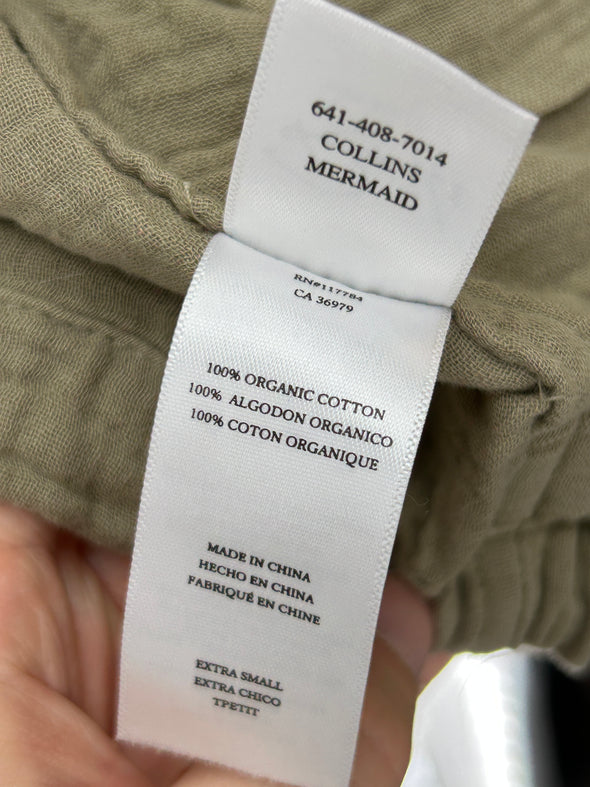 641-408-7014
COLLINS
MERMAID
RN#117784
CA 36979
100% ORGANIC COTTON
100% ALGODON ORGANICO
100% COTON ORGANIQUE
MADE IN CHINA
HECHO EN CHINA
FABRIQUÉ EN CHINE
EXTRA SMALL
EXTRA CHICO
TPETIT